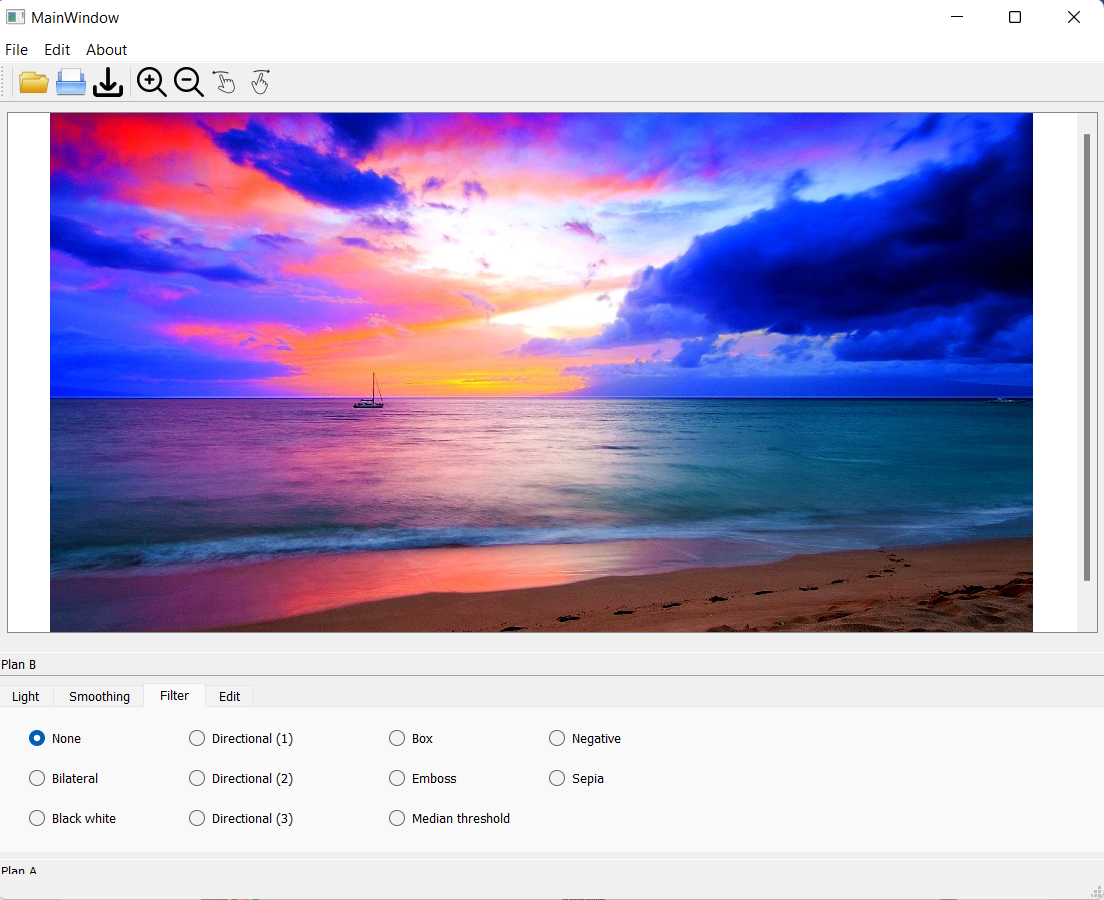 MainWindow
File Edit About
Plan B
Light Smoothing Filter Edit
None Directional (1) Box Negative
Bilateral Directional (2) Emboss Sepia
Black white Directional (3) Median threshold
Plan A